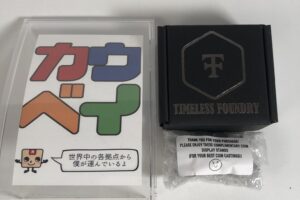 カウ
ベイ
世界中の各拠点から
僕が運んでいるよ
TF
TIMELESS FOUNDRY
THANK YOU FOR YOUR PURCHASE!
PLEASE ENJOY THESE COMPLIMENTARY COIN
DISPLAY STANDS
(FOR YOUR BEST COIN CASTINGS!)